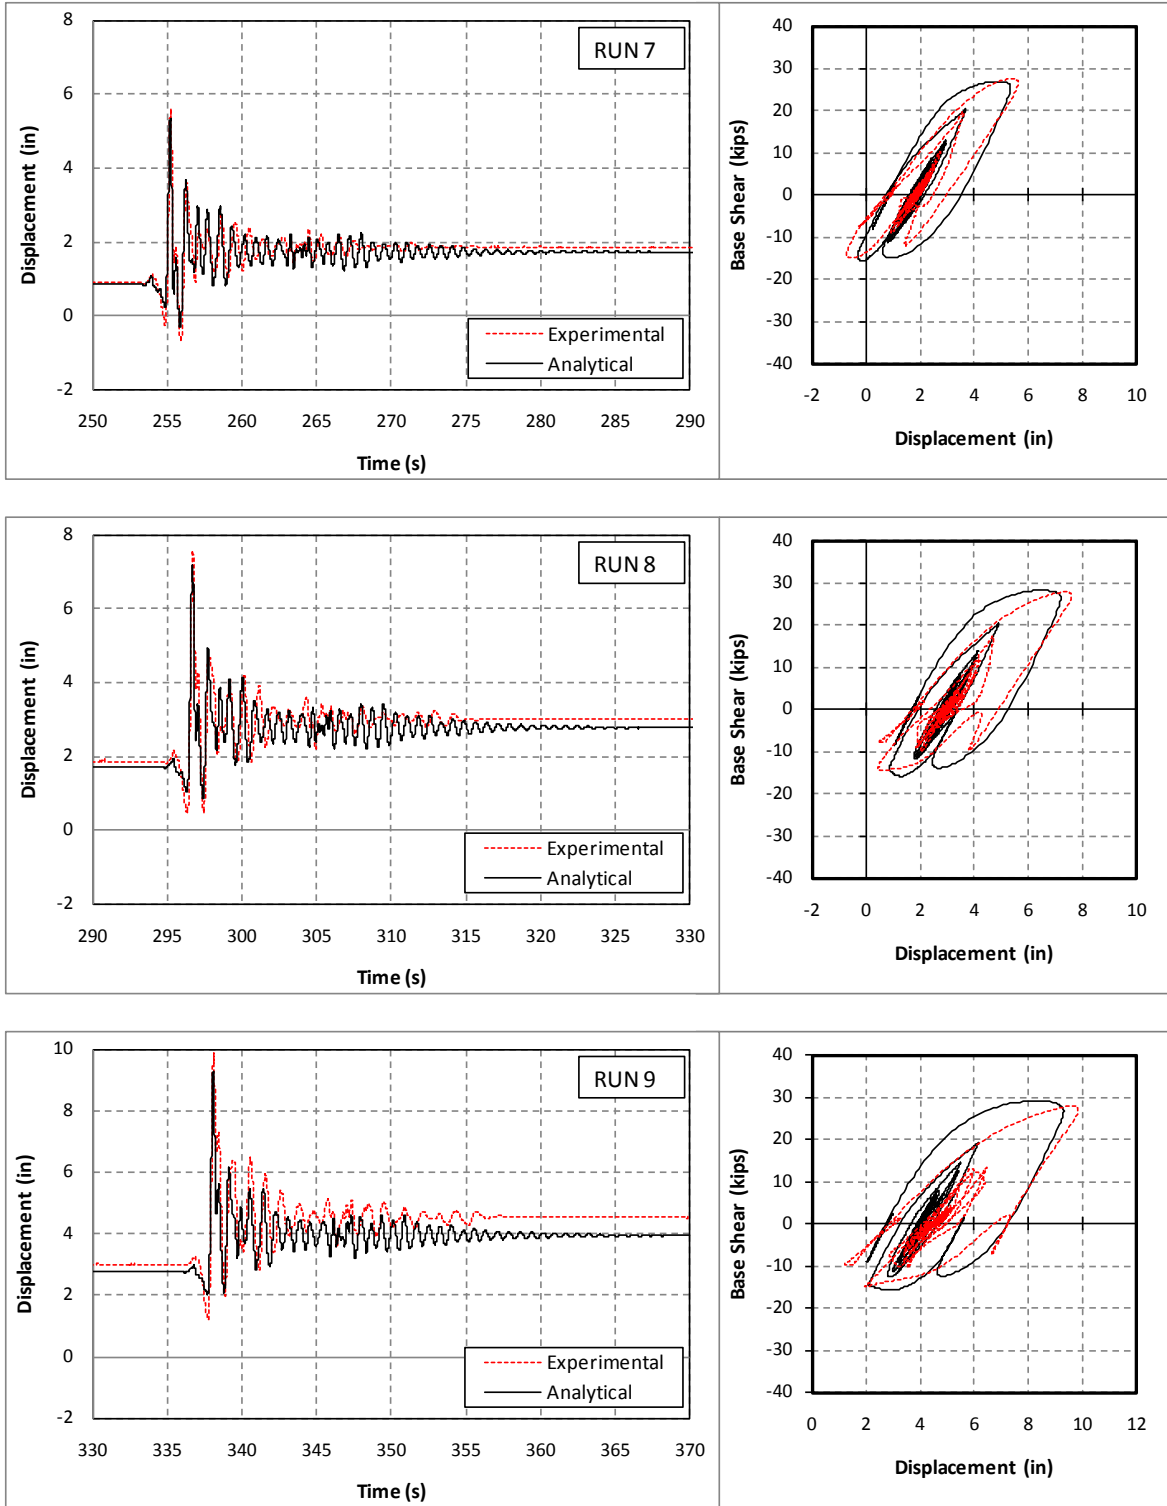 8
6
4
2
0
-2
Displacement (in)
RUN 7
Experimental
Analytical
250 255 260 265 270 275 280 285 290
Time (s)
40
30
20
10
0
-10
-20
-30
-40
Base Shear (kips)
-2 0 2 4 6 8 10
Displacement (in)
8
6
4
2
0
-2
Displacement (in)
RUN 8
Experimental
Analytical
290 295 300 305 310 315 320 325 330
Time (s)
40
30
20
10
0
-10
-20
-30
-40
Base Shear (kips)
-2 0 2 4 6 8 10
Displacement (in)
10
8
6
4
2
0
-2
Displacement (in)
RUN 9
Experimental
Analytical
330 335 340 345 350 355 360 365 370
Time (s)
40
30
20
10
0
-10
-20
-30
-40
Base Shear (kips)
0 2 4 6 8 10 12
Displacement (in)